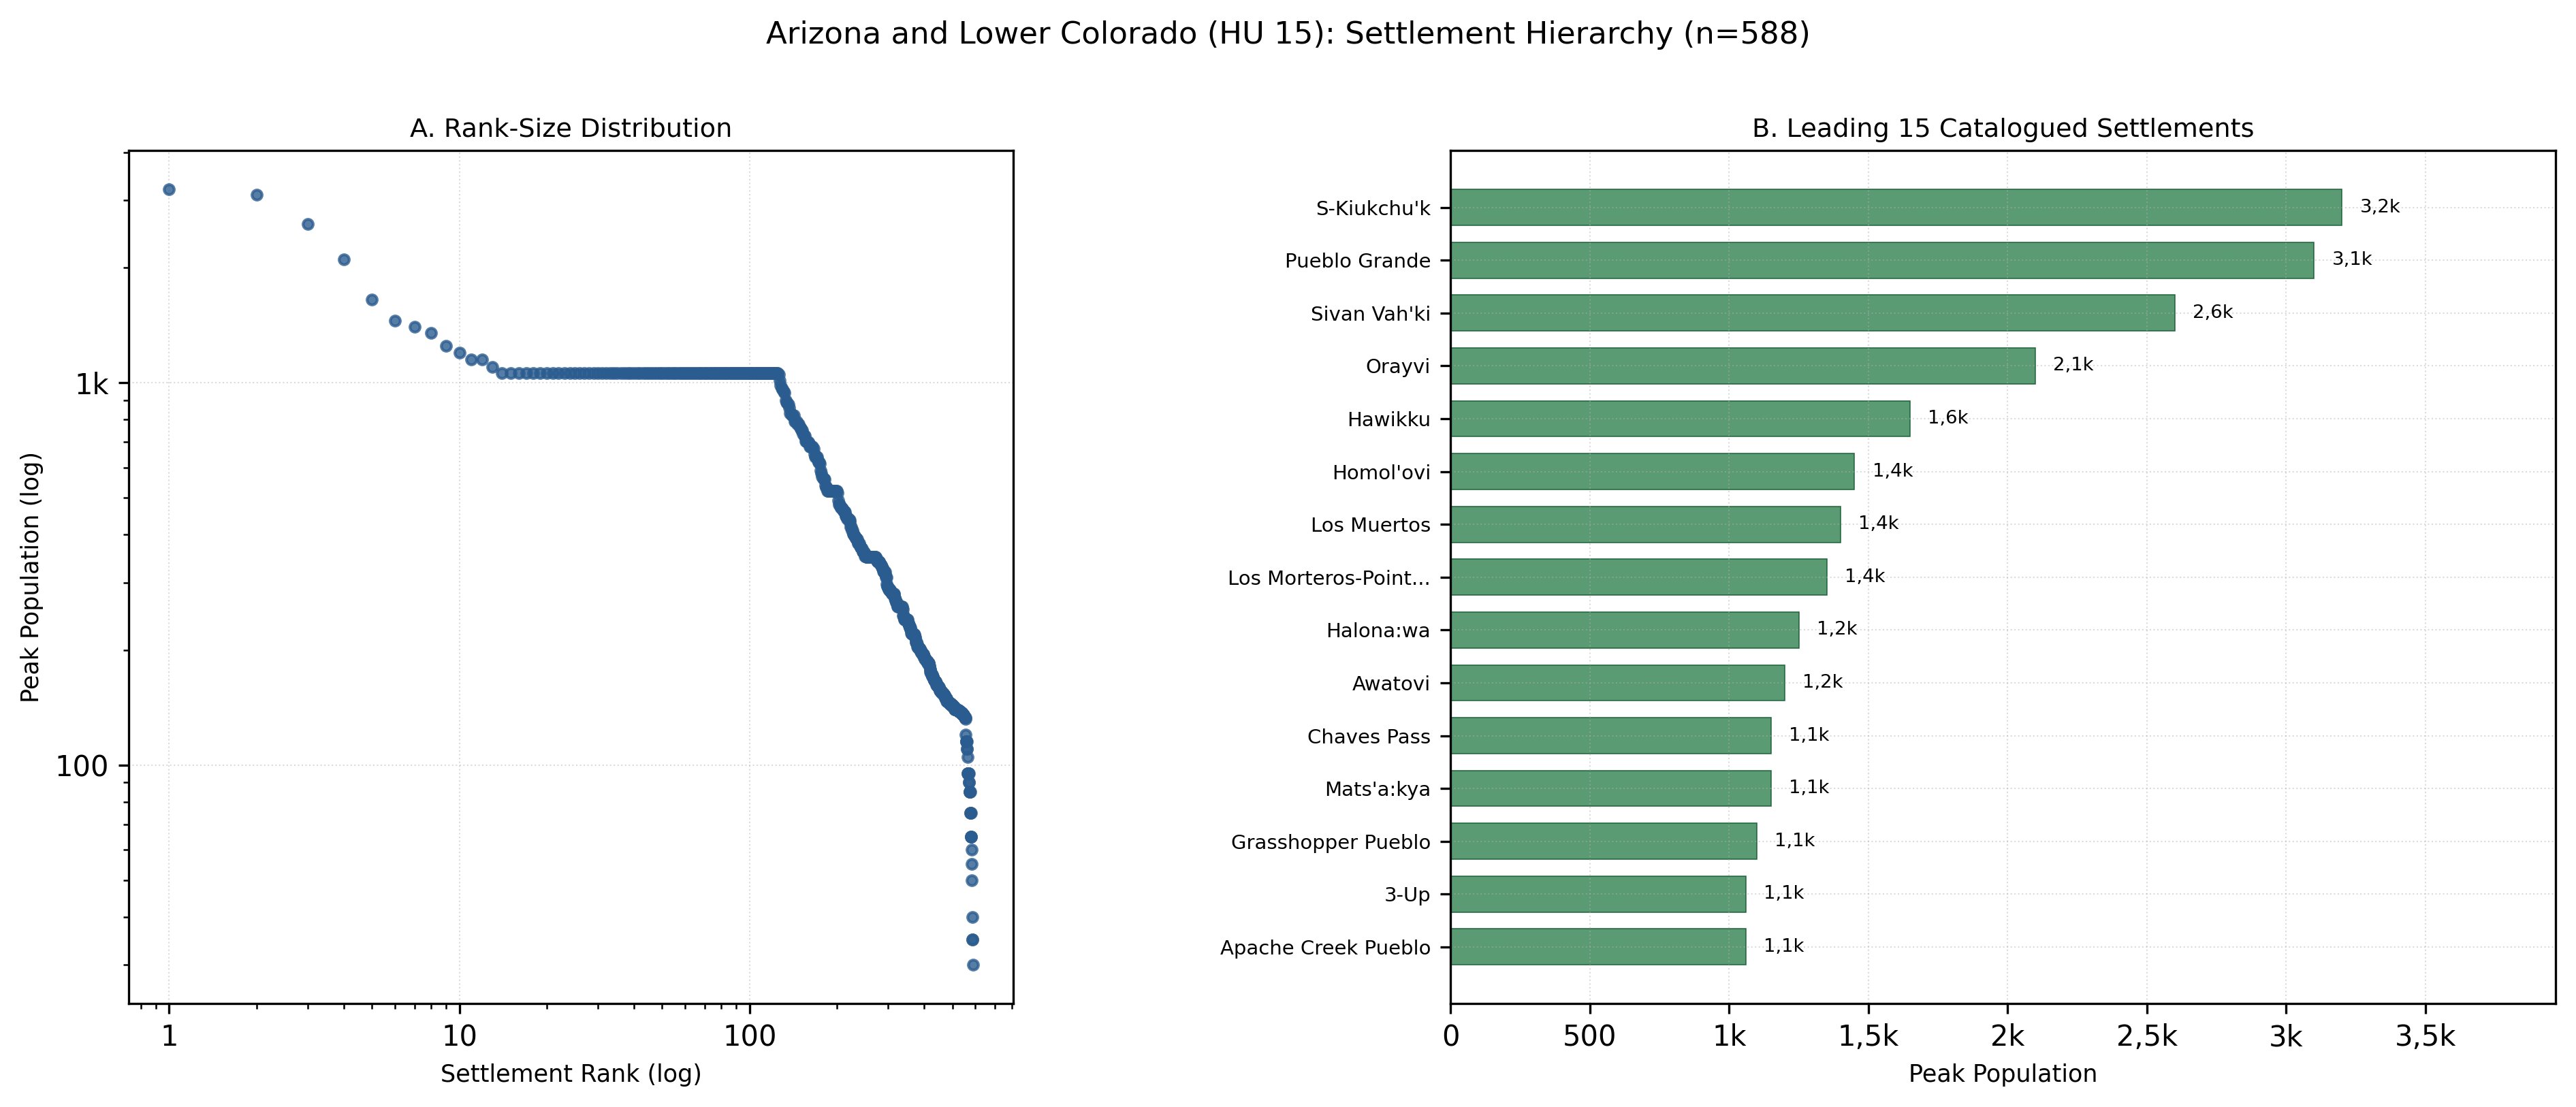 Arizona and Lower Colorado (HU 15): Settlement Hierarchy (n=588)
A. Rank-Size Distribution
Peak Population (log)
1k
100
1
10
100
Settlement Rank (log)
B. Leading 15 Catalogued Settlements
S-Kiukchu'k
3,2k
Pueblo Grande
3,1k
Sivan Vah'ki
2,6k
Orayvi
2,1k
Hawikku
1,6k
Homol'ovi
1,4k
Los Muertos
1,4k
Los Morteros-Point...
1,4k
Halona:wa
1,2k
Awatovi
1,2k
Chaves Pass
1,1k
Mats'a:kya
1,1k
Grasshopper Pueblo
1,1k
3-Up
1,1k
Apache Creek Pueblo
1,1k
0
500
1k
1,5k
2k
2,5k
3k
3,5k
Peak Population